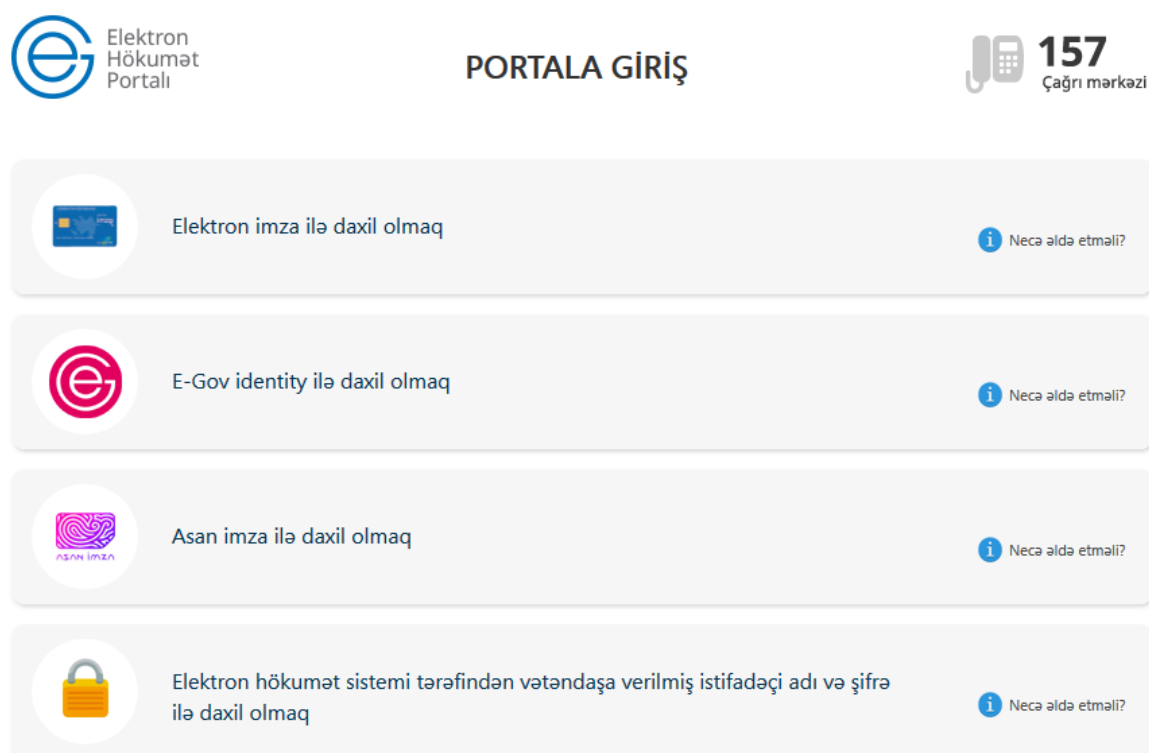 Elektron
Hökumət
Portalı
PORTALA GİRİŞ
157
Çağrı mərkəzi
Elektron imza ilə daxil olmaq
Necə əldə etməli?
E-Gov identity ilə daxil olmaq
Necə əldə etməli?
ASAN İMZA
Asan imza ilə daxil olmaq
Necə əldə etməli?
Elektron hökumət sistemi tərəfindən vətəndaşa verilmiş istifadəçi adı və şifrə
ilə daxil olmaq
Necə əldə etməli?